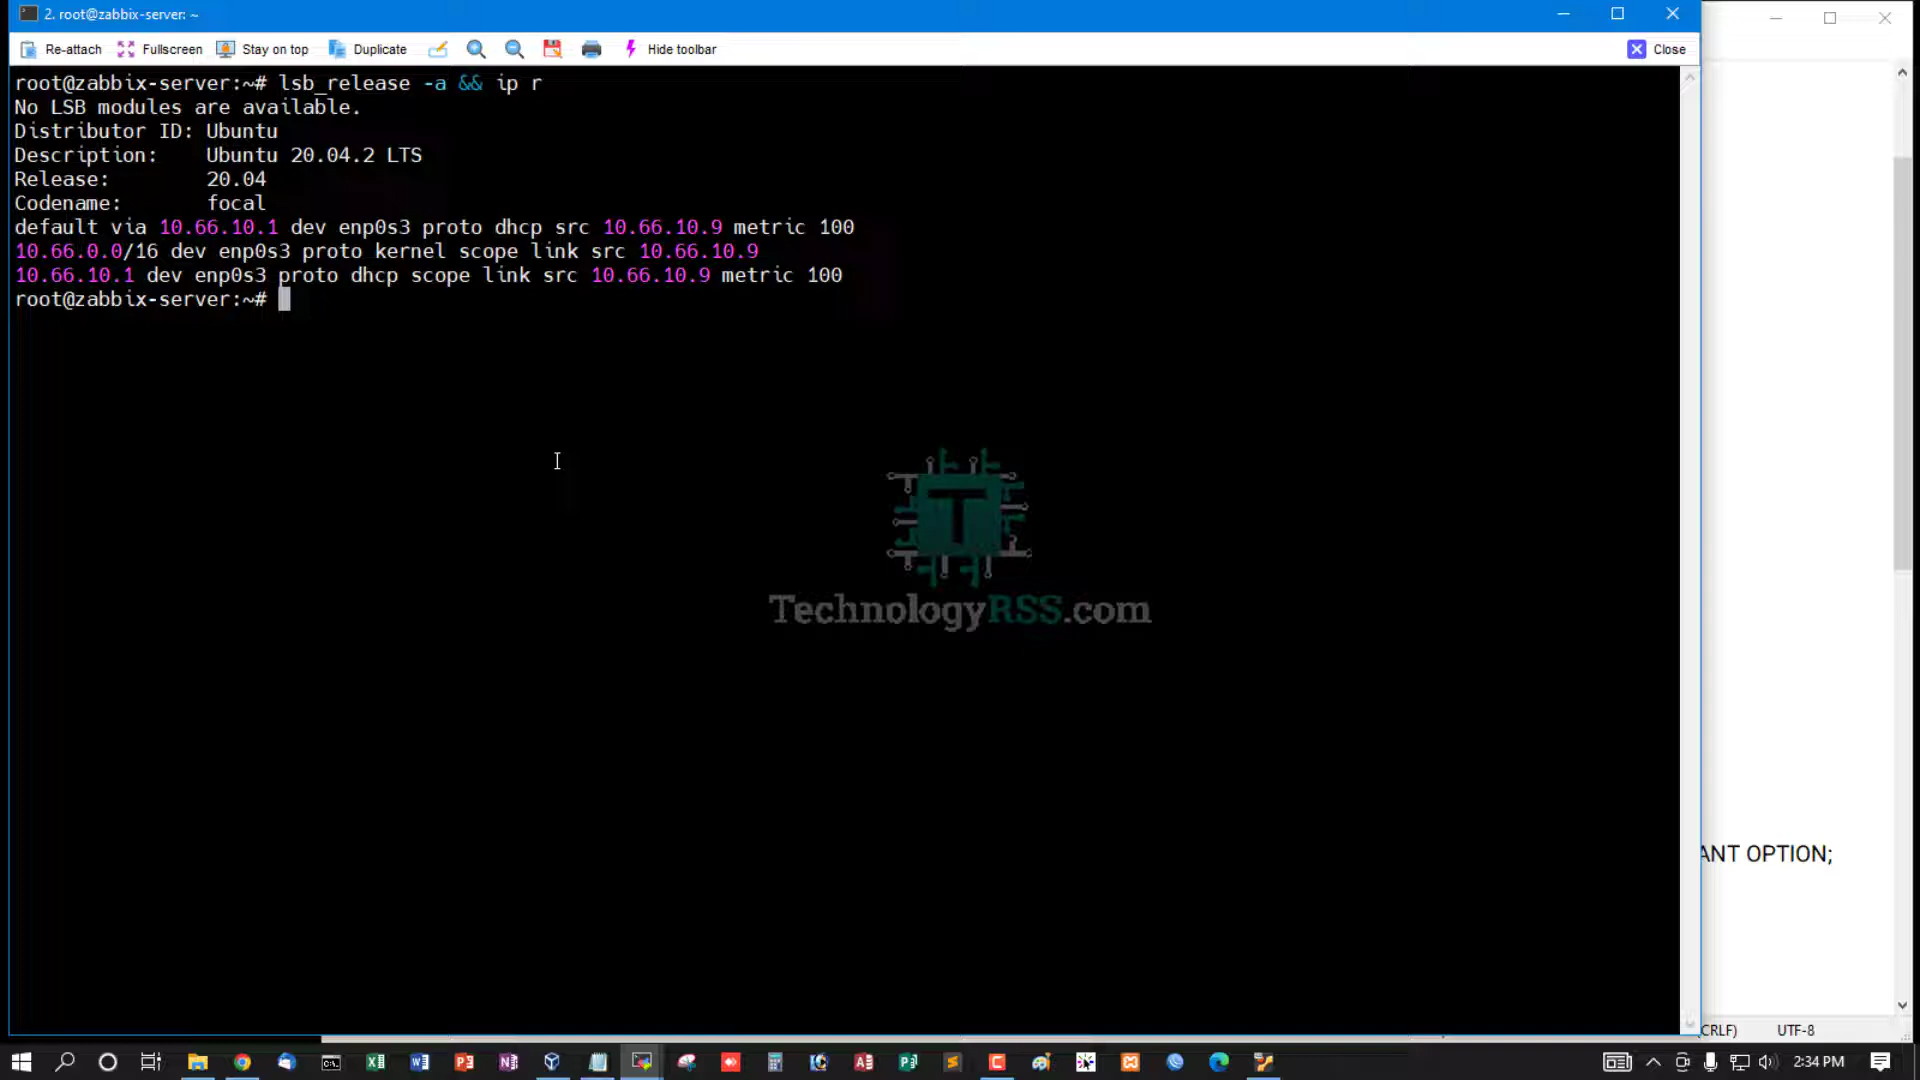 2. root@zabbix-server: ~
Re-attach Fullscreen Stay on top Duplicate Hide toolbar Close
root@zabbix-server:~# lsb_release -a && ip r
No LSB modules are available.
Distributor ID: Ubuntu
Description: Ubuntu 20.04.2 LTS
Release: 20.04
Codename: focal
default via 10.66.10.1 dev enp0s3 proto dhcp src 10.66.10.9 metric 100
10.66.0.0/16 dev enp0s3 proto kernel scope link src 10.66.10.9
10.66.10.1 dev enp0s3 proto dhcp scope link src 10.66.10.9 metric 100
root@zabbix-server:~#
T
TechnologyRSS.com
ANT OPTION;
CRLF) UTF-8
2:34 PM